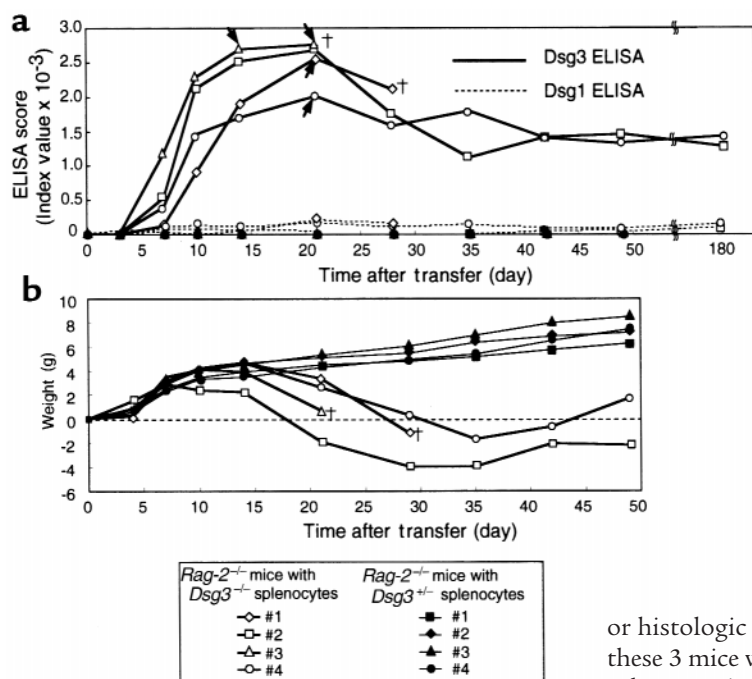 a
3.0
2.5
2.0
1.5
1.0
0.5
0
ELISA score
(Index value x 10-3)
†
†
Dsg3 ELISA
Dsg1 ELISA
0 5 10 15 20 25 30 35 40 45 50 180
Time after transfer (day)
b
10
8
6
4
2
0
-2
-4
-6
Weight (g)
†
†
0 5 10 15 20 25 30 35 40 45 50
Time after transfer (day)
Rag-2-/- mice with Rag-2-/- mice with
Dsg3-/- splenocytes Dsg3+/- splenocytes
#1 #1
#2 #2
#3 #3
#4 #4
or histologic
these 3 mice w